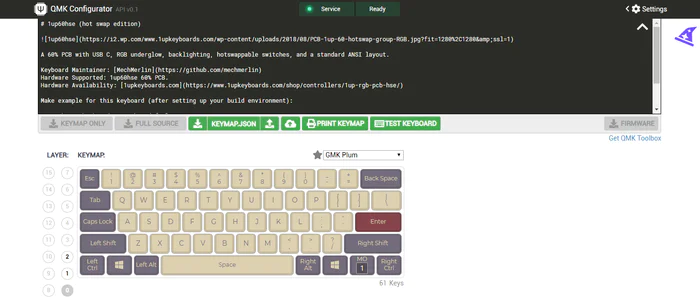 QMK Configurator API v0.1
Service
Ready
Settings
# 1up60hse (hot swap edition)
![1up60hse](https://i2.wp.com/www.1upkeyboards.com/wp-content/uploads/2018/08/PCB-1up-60-hotswap-group-RGB.jpg?fit=1280%2C1280&amp;ssl=1)
A 60% PCB with USB C, RGB underglow, backlighting, hotswappable switches, and a standard ANSI layout.
Keyboard Maintainer: [MechMerlin](https://github.com/mechmerlin)
Hardware Supported: 1up60hse 60% PCB.
Hardware Availability: [1upkeyboards.com](https://www.1upkeyboards.com/shop/controllers/1up-rgb-pcb-hse/)
Make example for this keyboard (after setting up your build environment):
KEYMAP ONLY
FULL SOURCE
KEYMAP.JSON
PRINT KEYMAP
TEST KEYBOARD
FIRMWARE
Get QMK Toolbox
LAYER:
KEYMAP:
GMK Plum
15 7
14 6
13 5
12 4
11 3
10 2
9 1
8 0
Esc ! 1 @ 2 # 3 $ 4 % 5 ^ 6 & 7 * 8 ( 9 ) 0 Back Space
Tab Q W E R T Y U I O P
Caps Lock A S D F G H J K L Enter
Left Shift Z X C V B N M Right Shift
Left Ctrl Left Alt Space Right Alt MO 1 Right Ctrl
61 Keys